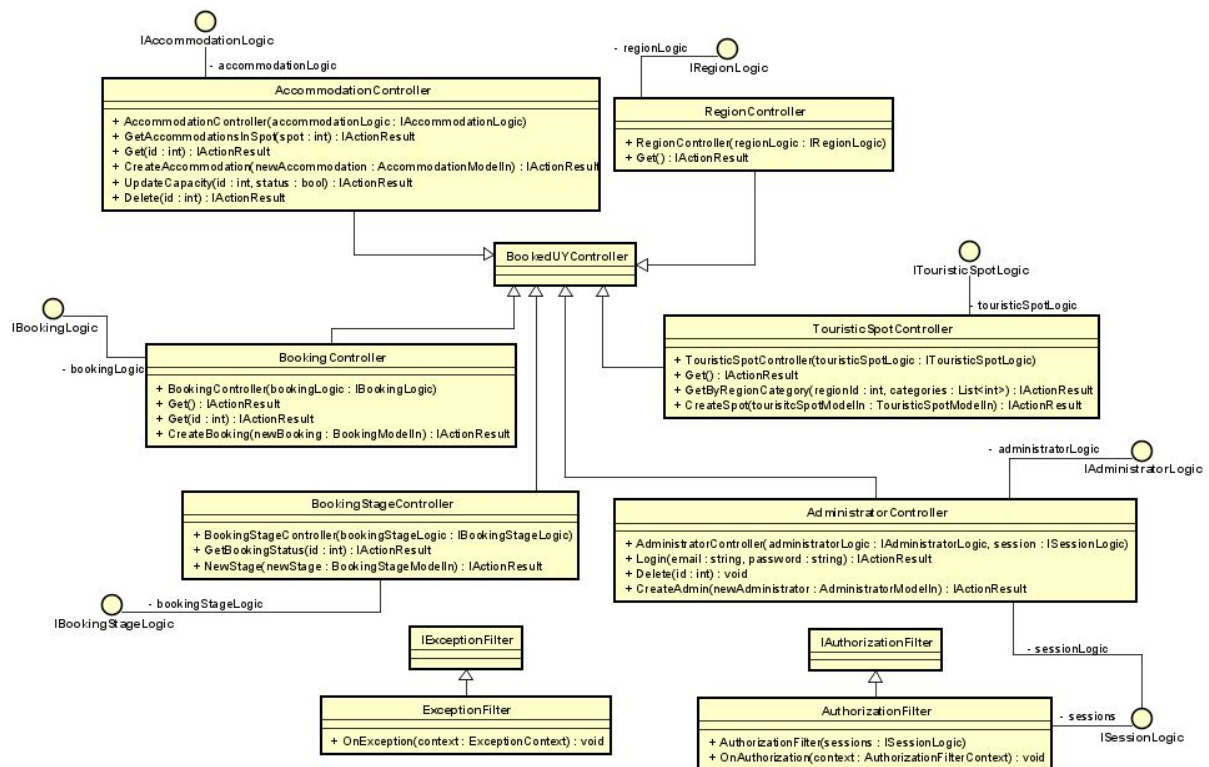 IAccommodationLogic
- accommodationLogic
AccommodationController
+ AccommodationController(accommodationLogic : IAccommodationLogic)
+ GetAccommodationsInSpot(spot : int) : IActionResult
+ Get(id : int) : IActionResult
+ CreateAccommodation(newAccommodation : AccommodationModelIn) : IActionResult
+ UpdateCapacity(id : int, status : bool) : IActionResult
+ Delete(id : int) : IActionResult
- regionLogic
IRegionLogic
RegionController
+ RegionController(regionLogic : IRegionLogic)
+ Get() : IActionResult
BookedUYController
ITouristicSpotLogic
- touristicSpotLogic
TouristicSpotController
+ TouristicSpotController(touristicSpotLogic : ITouristicSpotLogic)
+ Get() : IActionResult
+ GetByRegionCategory(regionId : int, categories : List<int>) : IActionResult
+ CreateSpot(tourisitcSpotModelIn : TouristicSpotModelIn) : IActionResult
IBookingLogic
- bookingLogic
BookingController
+ BookingController(bookingLogic : IBookingLogic)
+ Get() : IActionResult
+ Get(id : int) : IActionResult
+ CreateBooking(newBooking : BookingModelIn) : IActionResult
- administratorLogic
IAdministratorLogic
BookingStageController
+ BookingStageController(bookingStageLogic : IBookingStageLogic)
+ GetBookingStatus(id : int) : IActionResult
+ NewStage(newStage : BookingStageModelIn) : IActionResult
- bookingStageLogic
IBookingStageLogic
AdministratorController
+ AdministratorController(administratorLogic : IAdministratorLogic, session : ISessionLogic)
+ Login(email : string, password : string) : IActionResult
+ Delete(id : int) : void
+ CreateAdmin(newAdministrator : AdministratorModelIn) : IActionResult
- sessionLogic
IExceptionFilter
ExceptionFilter
+ OnException(context : ExceptionContext) : void
IAuthorizationFilter
AuthorizationFilter
+ AuthorizationFilter(sessions : ISessionLogic)
+ OnAuthorization(context : AuthorizationFilterContext) : void
- sessions
ISessionLogic